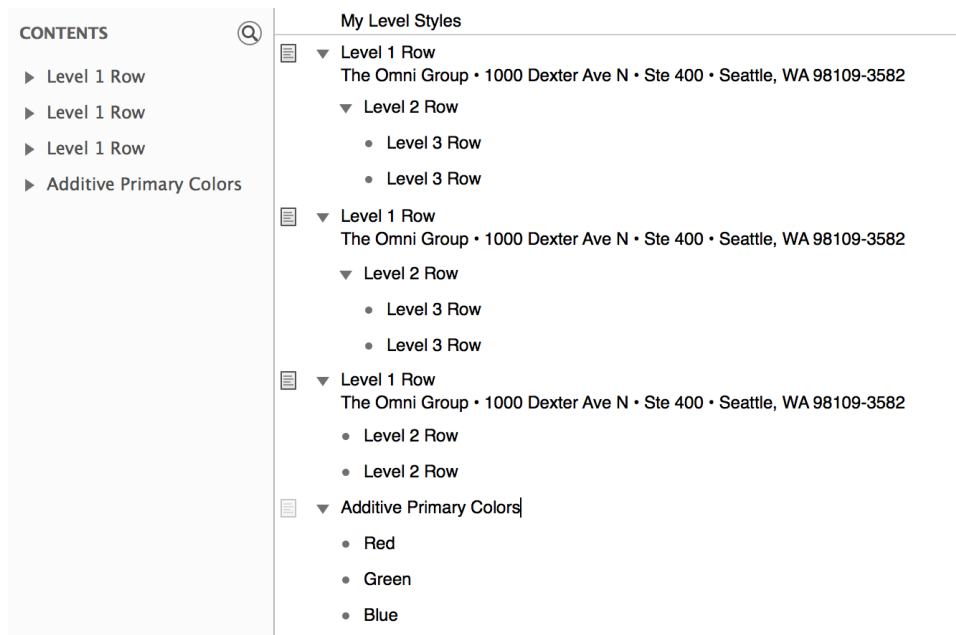 CONTENTS
Level 1 Row
Level 1 Row
Level 1 Row
Additive Primary Colors
My Level Styles
Level 1 Row
The Omni Group • 1000 Dexter Ave N • Ste 400 • Seattle, WA 98109-3582
Level 2 Row
Level 3 Row
Level 3 Row
Level 1 Row
The Omni Group • 1000 Dexter Ave N • Ste 400 • Seattle, WA 98109-3582
Level 2 Row
Level 3 Row
Level 3 Row
Level 1 Row
The Omni Group • 1000 Dexter Ave N • Ste 400 • Seattle, WA 98109-3582
Level 2 Row
Level 2 Row
Additive Primary Colors
Red
Green
Blue